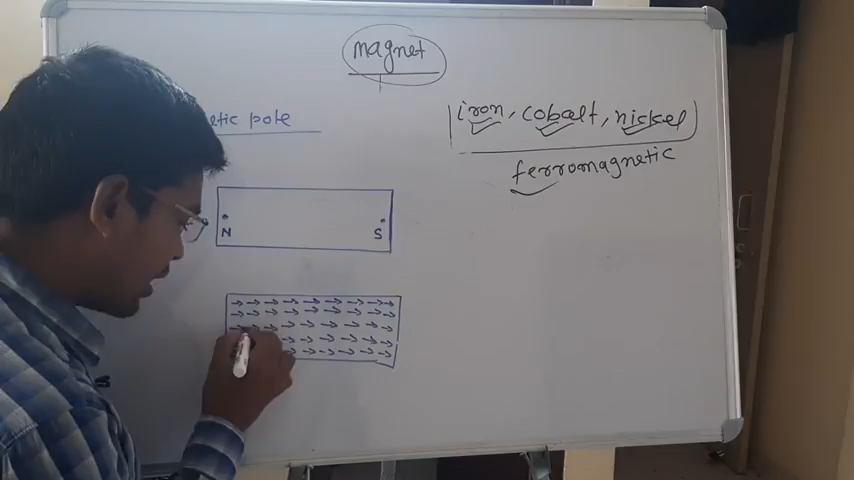 magnet
etic pole
iron, cobalt, nickel
ferromagnetic
N S